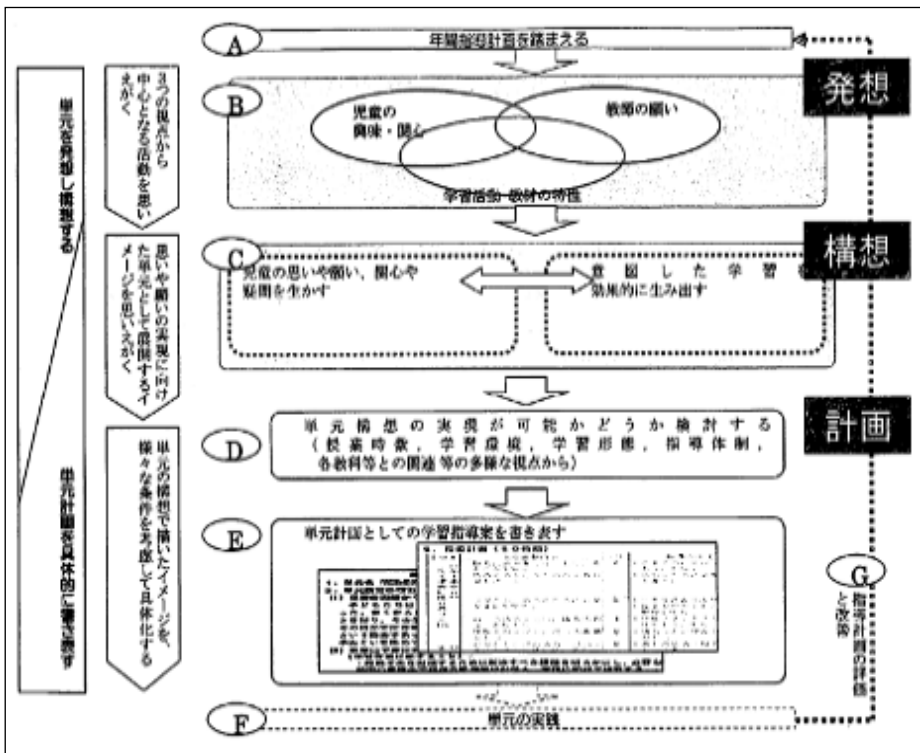 A
年間指導計画を踏まえる
発想
B
児童の
興味・関心
教師の願い
学習活動・教材の特性
構想
C
児童の思いや願い、関心や
疑問を生かす
意図した学習を
効果的に生み出す
計画
D
単元構想の実現が可能かどうか検討する
(授業時数,学習環境,学習形態,指導体制,
各教科等との関連等の多様な視点から)
E
単元計画としての学習指導案を書き表す
F
単元の実践
G
指導計画の評価
と改善
3つの視点から
中心となる活動を思い
えがく
思いや願いの実現に向け
た単元として展開するイ
メージを思いえがく
単元の構想で描いたイメージを、
様々な条件を考慮して具体化する
単元を発想し構想する
単元計画を具体的に書き表す